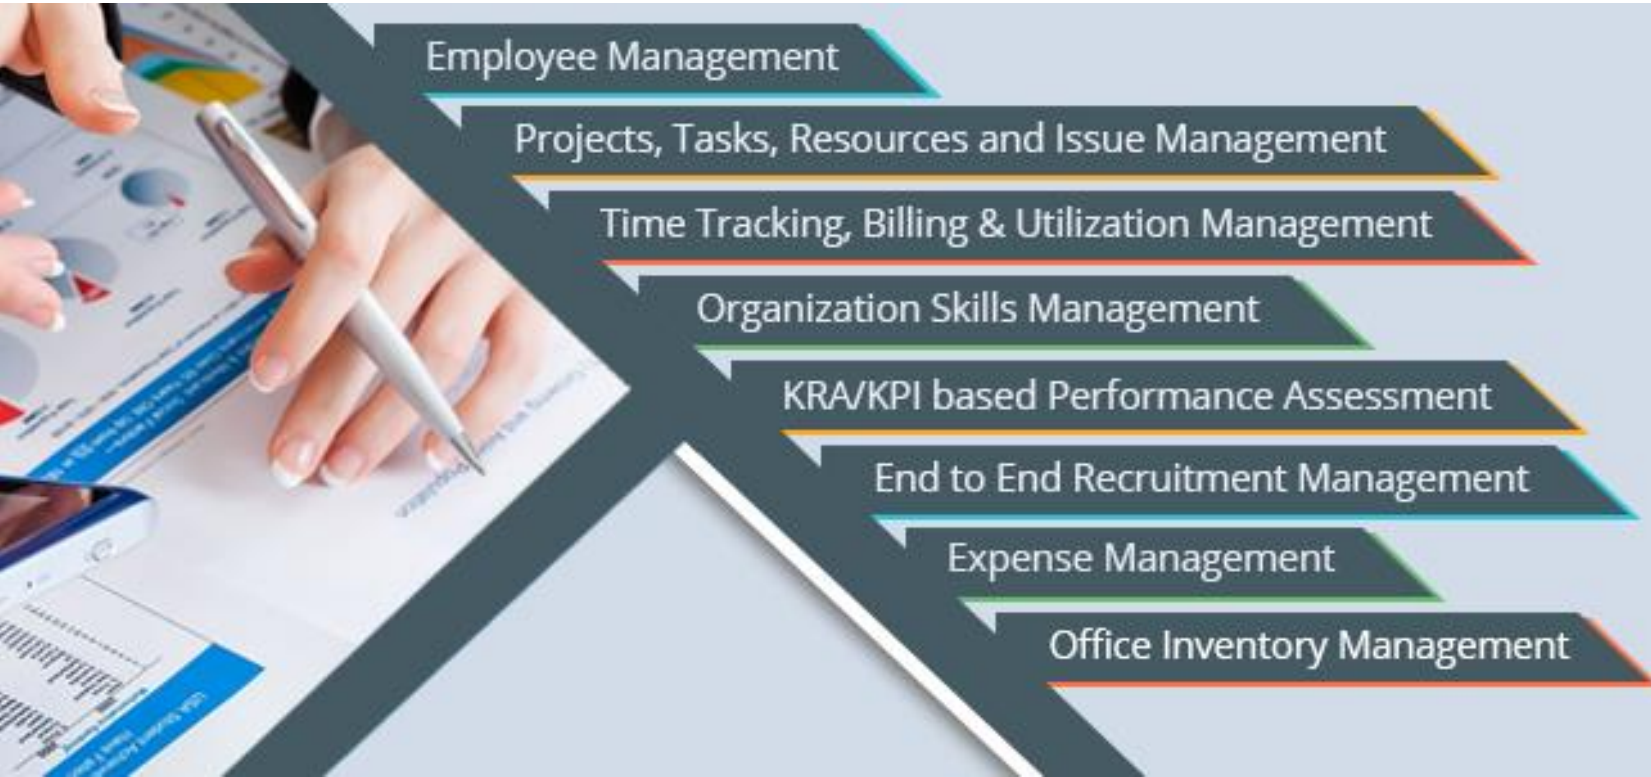 Employee Management
Projects, Tasks, Resources and Issue Management
Time Tracking, Billing & Utilization Management
Organization Skills Management
KRA/KPI based Performance Assessment
End to End Recruitment Management
Expense Management
Office Inventory Management